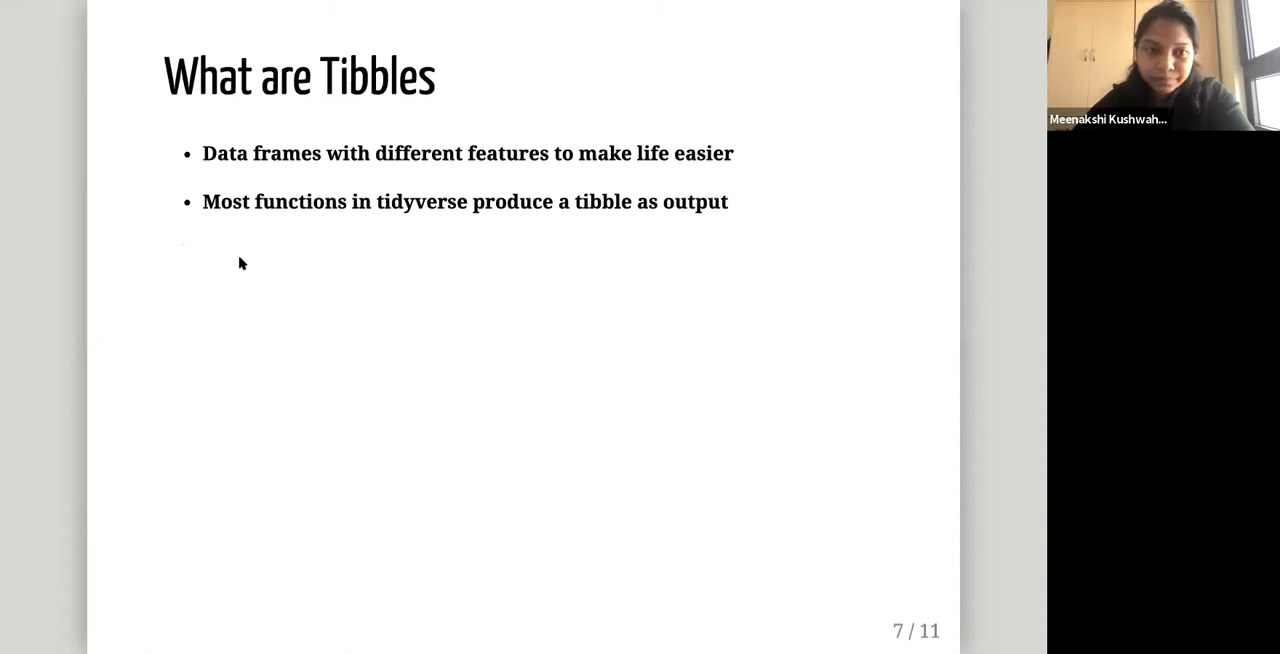 What are Tibbles
Data frames with different features to make life easier
Most functions in tidyverse produce a tibble as output
Meenakshi Kushwah...
7 / 11